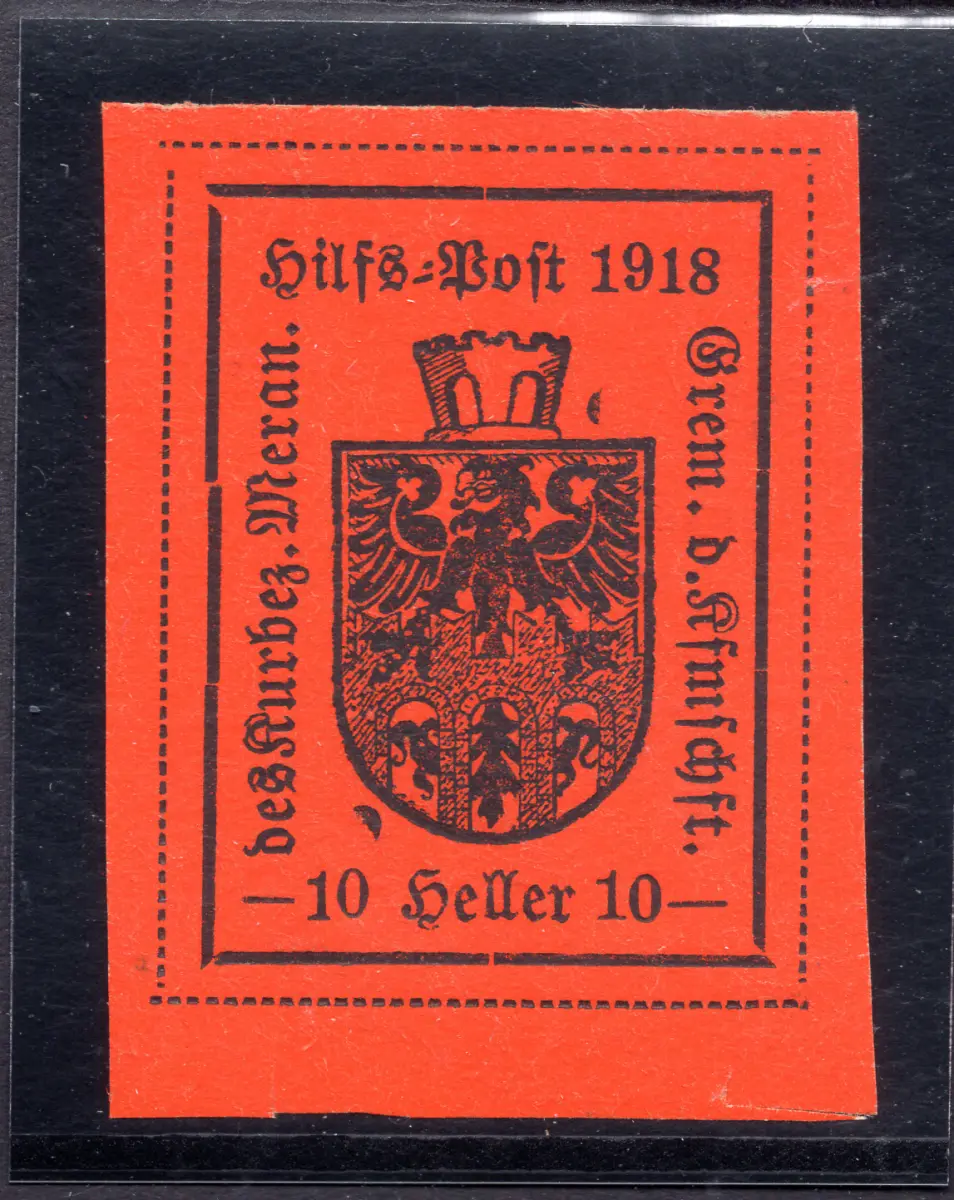 Hilfs-Post 1918
Grem. d. Kfmschft.
des Kurbez. Meran.
— 10 Heller 10 —